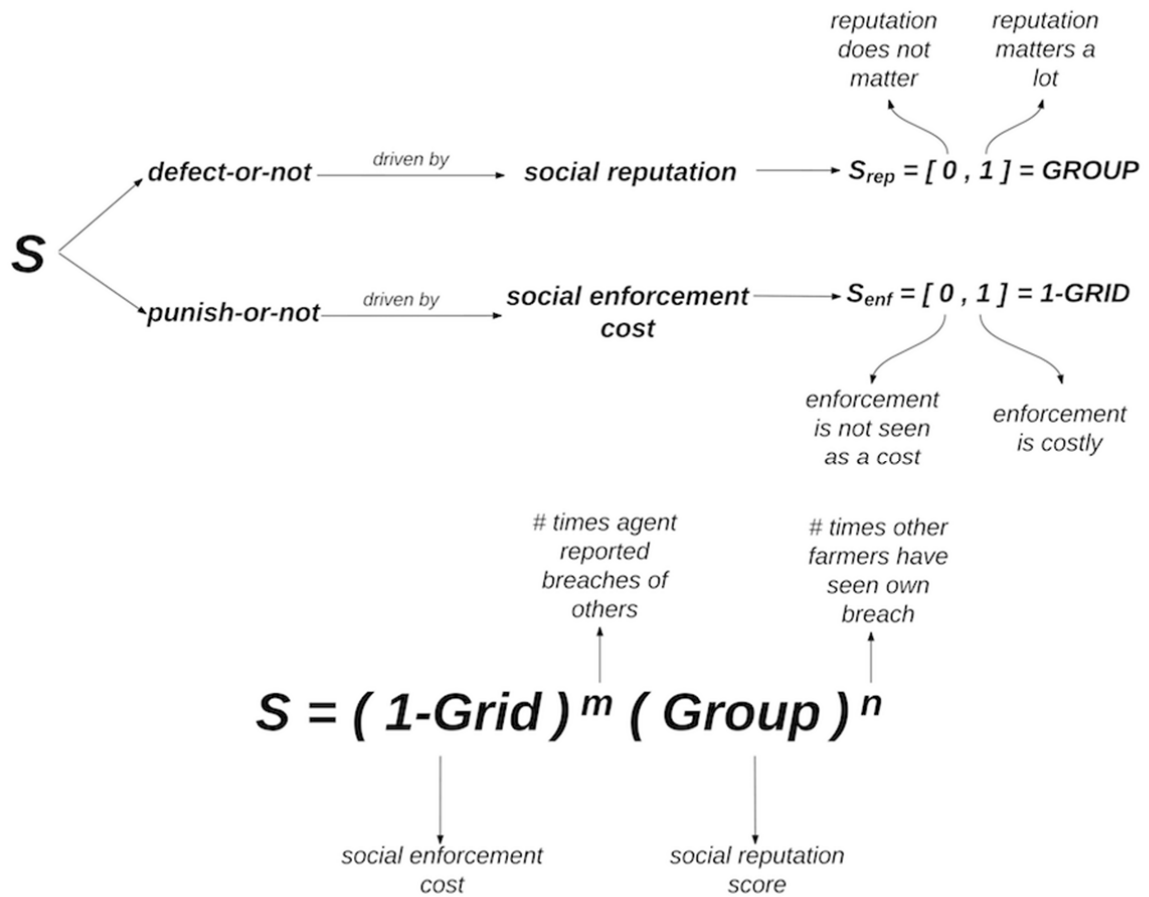 reputation
does not
matter
reputation
matters a
lot
defect-or-not
driven by
social reputation
Srep = [ 0 , 1 ] = GROUP
S
punish-or-not
driven by
social enforcement
cost
Senf = [ 0 , 1 ] = 1-GRID
enforcement
is not seen
as a cost
enforcement
is costly
# times agent
reported
breaches of
others
# times other
farmers have
seen own
breach
S = ( 1-Grid ) m ( Group ) n
social enforcement
cost
social reputation
score